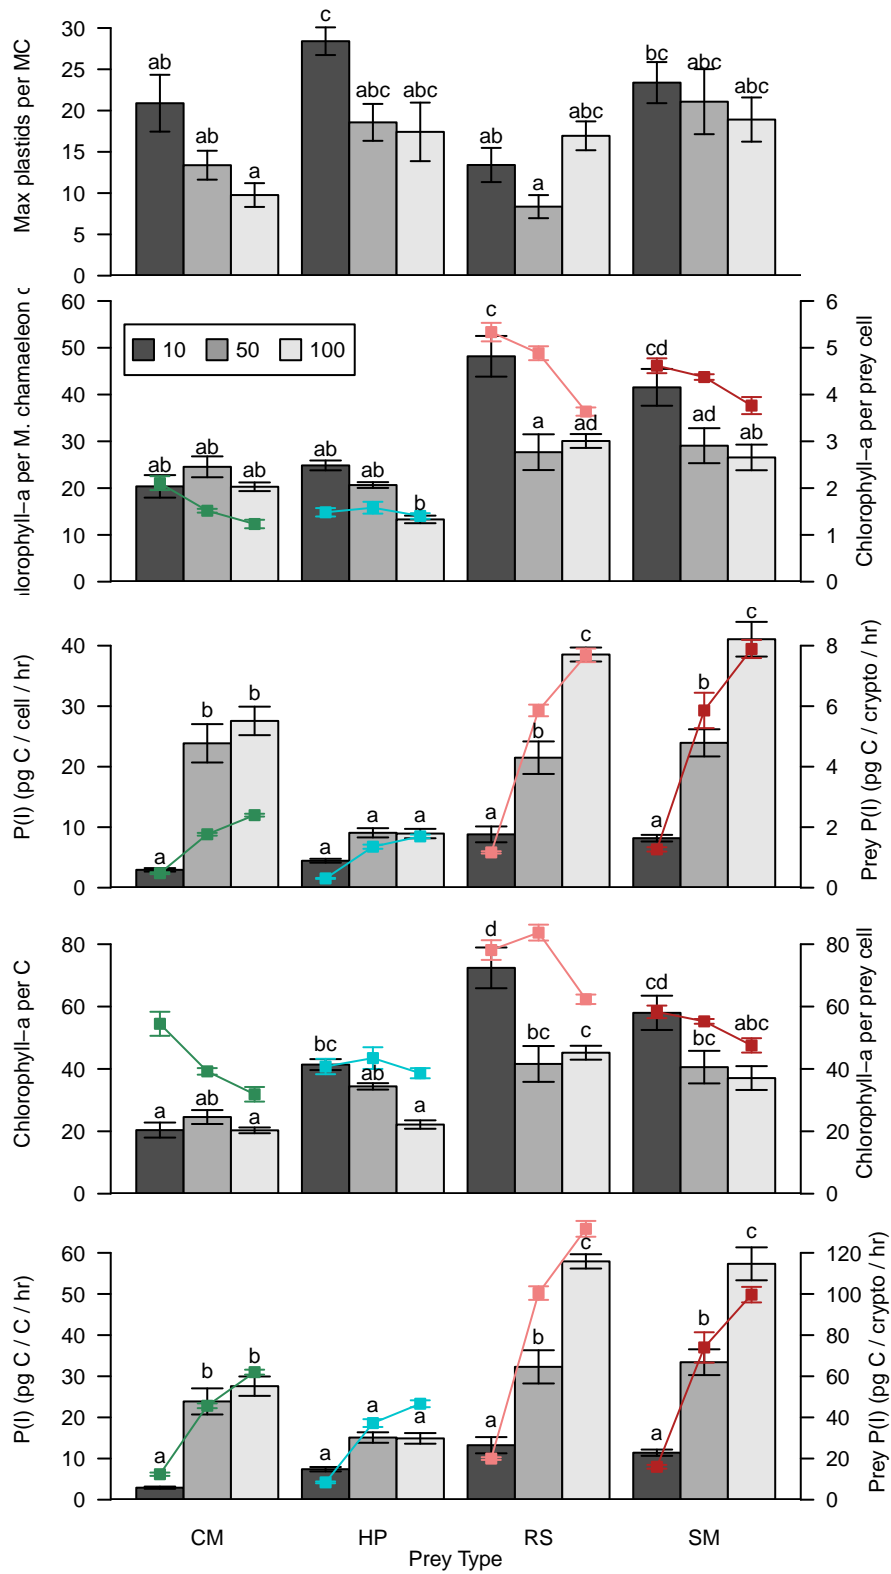 Max plastids per MC
0
5
10
15
20
25
30
ab
ab
a
c
abc
abc
ab
a
abc
bc
abc
abc
hlorophyll−a per M. chamaeleon c
0
10
20
30
40
50
60
10 50 100
ab
ab
ab
ab
ab
b
c
a
ad
cd
ad
ab
0
1
2
3
4
5
6
Chlorophyll−a per prey cell
P(I) (pg C / cell / hr)
0
10
20
30
40
a
b
b
a
a
a
a
b
c
a
b
c
0
2
4
6
8
Prey P(I) (pg C / crypto / hr)
Chlorophyll−a per C
0
20
40
60
80
a
ab
a
bc
ab
a
d
bc
c
cd
bc
abc
0
20
40
60
80
Chlorophyll−a per prey cell
P(I) (pg C / C / hr)
0
10
20
30
40
50
60
a
b
b
a
a
a
a
b
c
a
b
c
0
20
40
60
80
100
120
Prey P(I) (pg C / crypto / hr)
CM HP RS SM
Prey Type